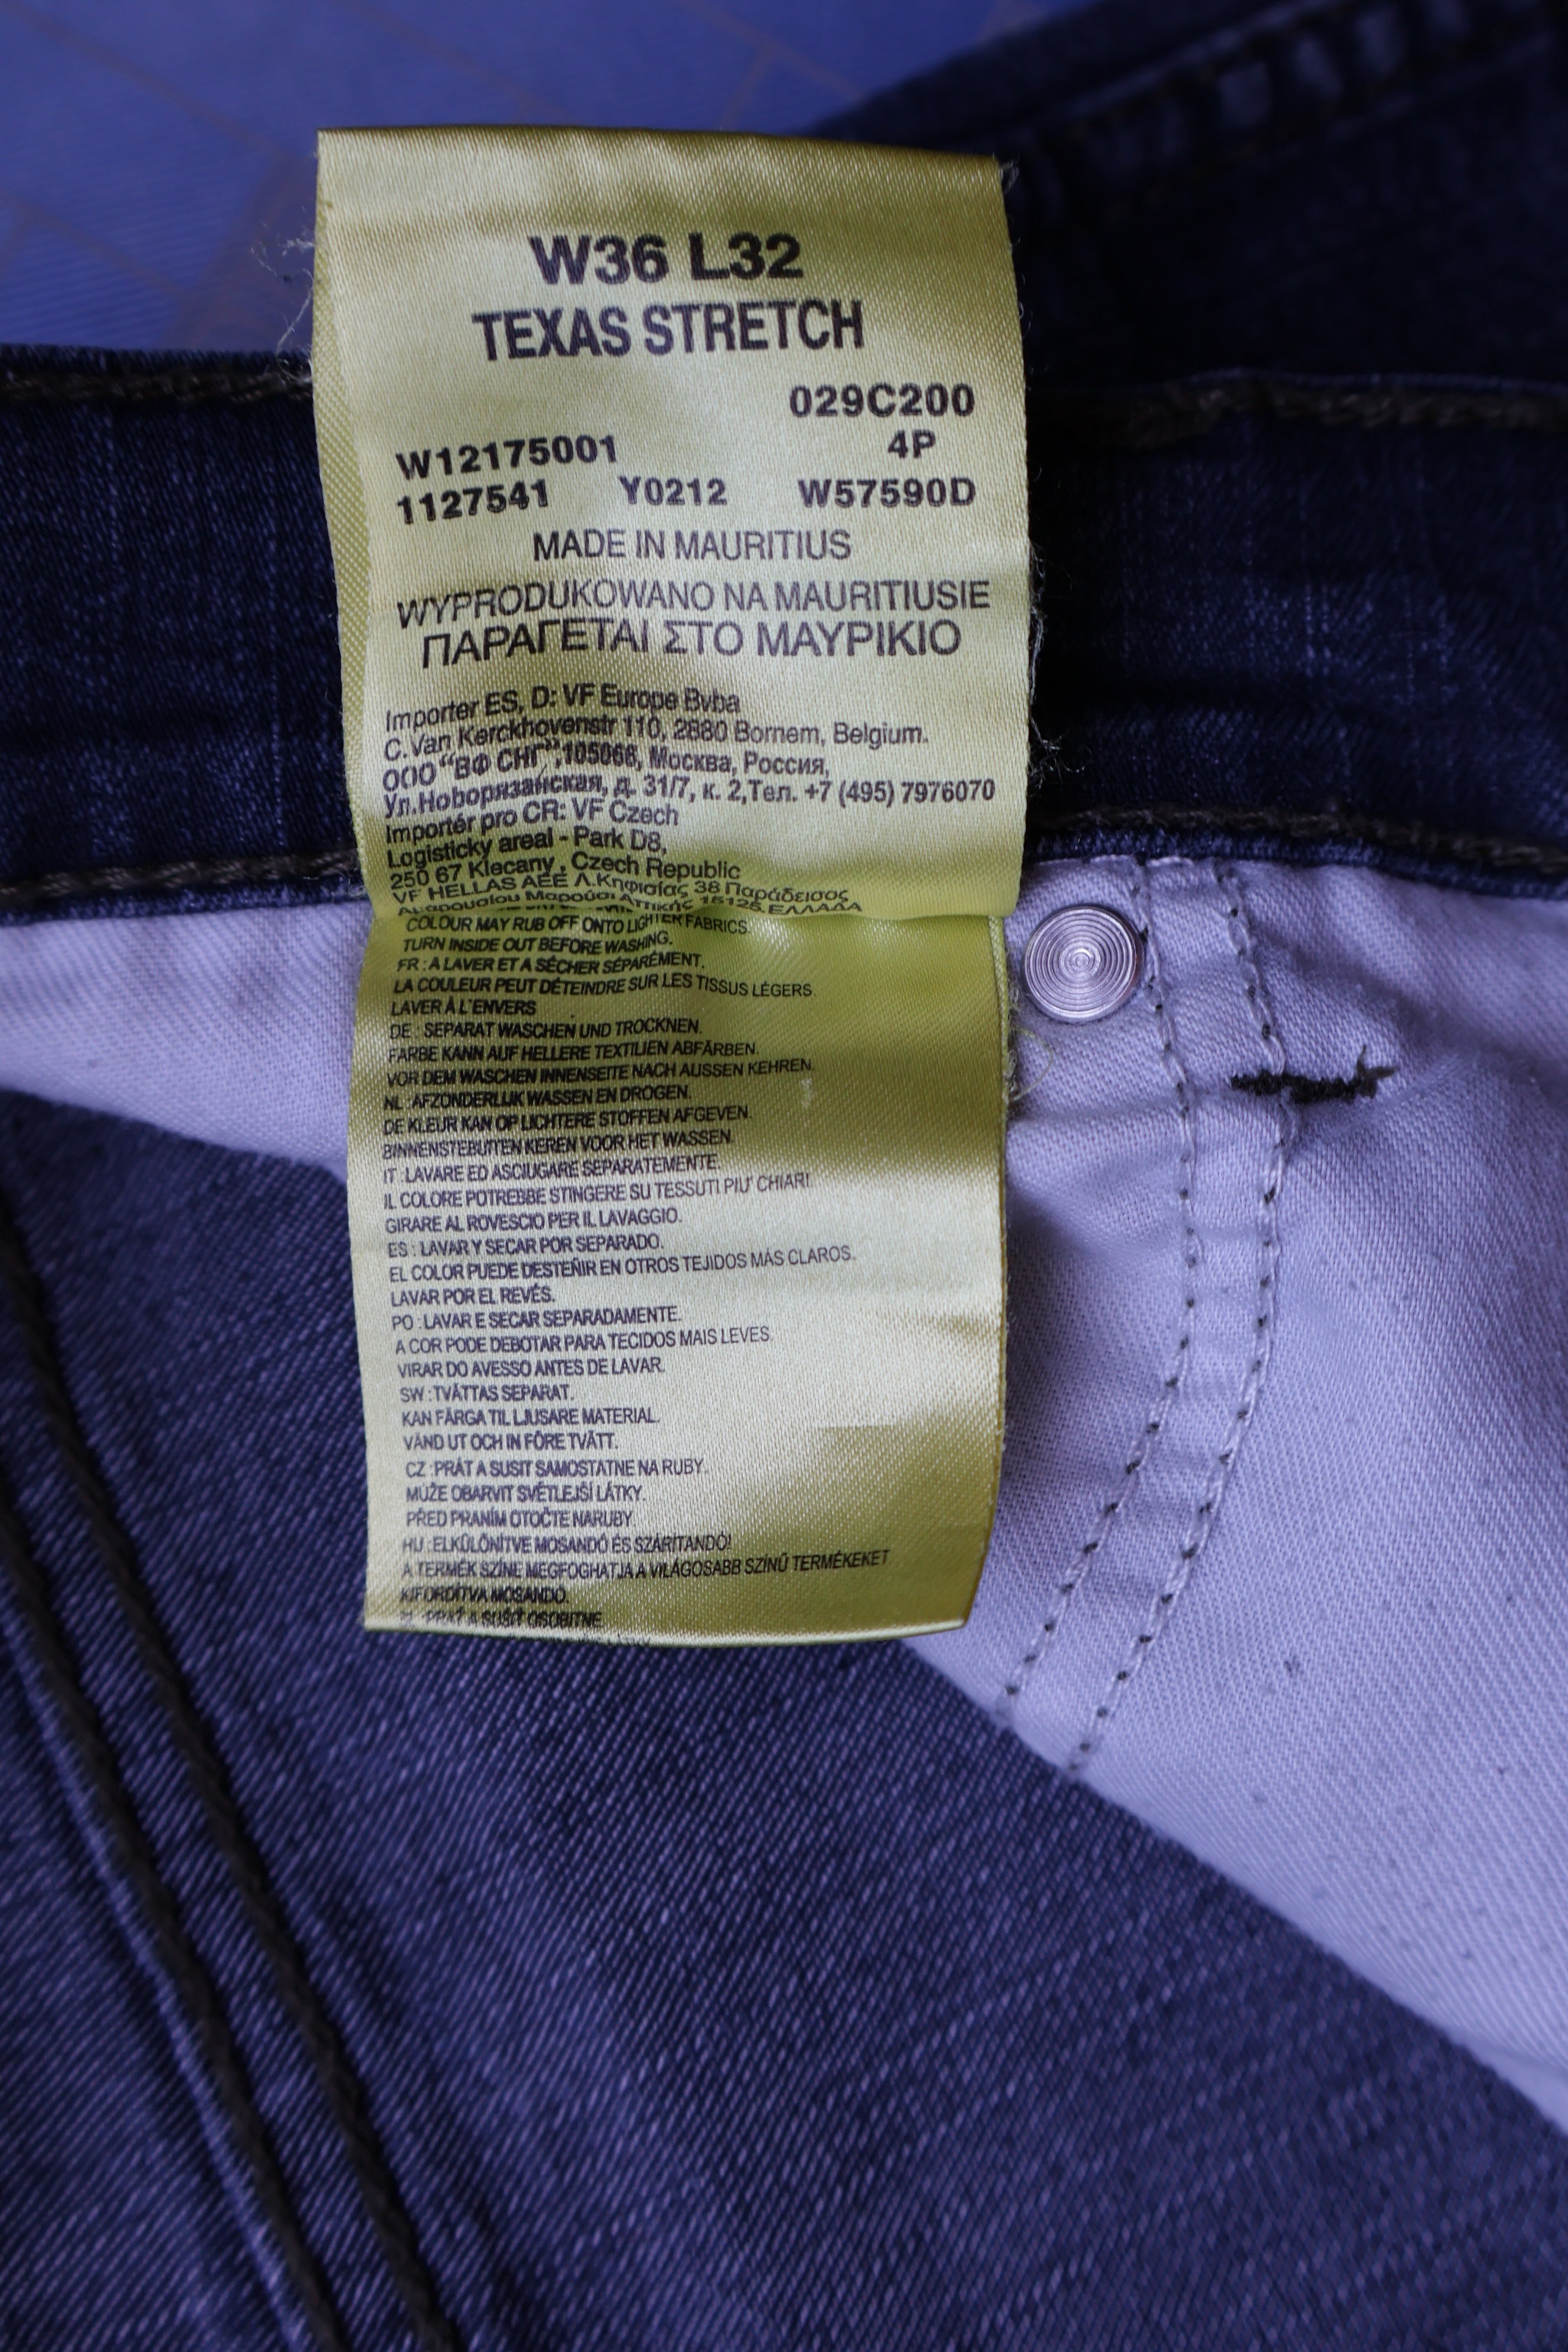 W36 L32
TEXAS STRETCH
029C200
W12175001 4P
1127541 Y0212 W57590D
MADE IN MAURITIUS
WYPRODUKOWANO NA MAURITIUSIE
ΠΑΡΑΓΕΤΑΙ ΣΤΟ ΜΑΥΡΙΚΙΟ
Importer ES, D: VF Europe Bvba
C.Van Kerckhovenstr 110, 2880 Bornem, Belgium.
ООО “ВФ СНГ”,105066, Москва, Россия,
Ул.Новорязанская, д. 31/7, к. 2,Тел. +7 (495) 7976070
Importér pro CR: VF Czech
Logisticky areal - Park D8,
250 67 Klecany , Czech Republic
VF HELLAS AEE Λ.Κηφισίας 38 Παράδεισος
Αμαρουσίου Μαρούσι Αττικής 15125 ΕΛΛΑΔΑ
COLOUR MAY RUB OFF ONTO LIGHTER FABRICS.
TURN INSIDE OUT BEFORE WASHING.
FR : A LAVER ET A SÉCHER SÉPARÉMENT.
LA COULEUR PEUT DÉTEINDRE SUR LES TISSUS LÉGERS.
LAVER À L'ENVERS
DE : SEPARAT WASCHEN UND TROCKNEN.
FARBE KANN AUF HELLERE TEXTILIEN ABFÄRBEN.
VOR DEM WASCHEN INNENSEITE NACH AUSSEN KEHREN.
NL : AFZONDERLIJK WASSEN EN DROGEN.
DE KLEUR KAN OP LICHTERE STOFFEN AFGEVEN.
BINNENSTEBUITEN KEREN VOOR HET WASSEN.
IT : LAVARE ED ASCIUGARE SEPARATEMENTE.
IL COLORE POTREBBE STINGERE SU TESSUTI PIU' CHIARI.
GIRARE AL ROVESCIO PER IL LAVAGGIO.
ES : LAVAR Y SECAR POR SEPARADO.
EL COLOR PUEDE DESTEÑIR EN OTROS TEJIDOS MÁS CLAROS.
LAVAR POR EL REVÉS.
PO : LAVAR E SECAR SEPARADAMENTE.
A COR PODE DEBOTAR PARA TECIDOS MAIS LEVES.
VIRAR DO AVESSO ANTES DE LAVAR.
SW : TVÄTTAS SEPARAT.
KAN FÄRGA TIL LJUSARE MATERIAL.
VÄND UT OCH IN FÖRE TVÄTT.
CZ : PRÁT A SUSIT SAMOSTATNE NA RUBY.
MŮŽE OBARVIT SVĚTLEJŠÍ LÁTKY.
PŘED PRANÍM OTOČTE NARUBY.
HU : ELKÜLÖNÍTVE MOSANDÓ ÉS SZÁRÍTANDÓ!
A TERMÉK SZÍNE MEGFOGHATJA A VILÁGOSABB SZÍNŰ TERMÉKEKET
KIFORDÍTVA MOSANDÓ.
PRAŤ A SUŠIŤ OSOBITNE.